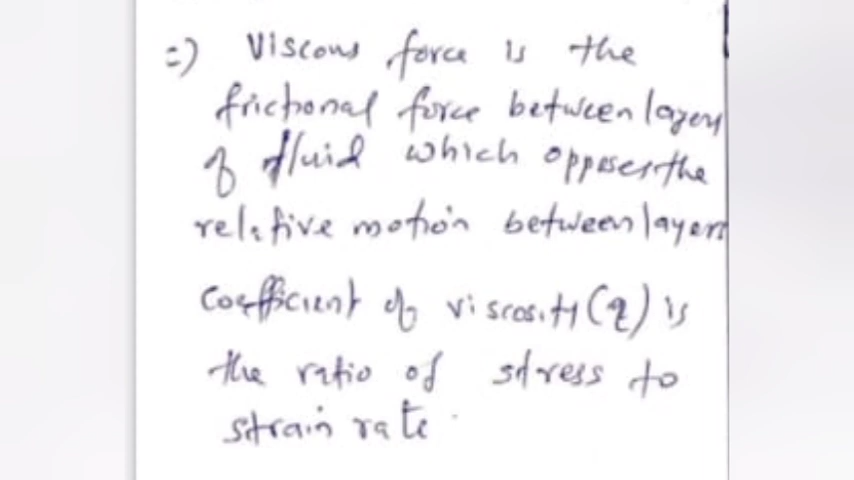 =) Viscous force is the
frictional force between layers
of fluid which opposes the
relative motion between layers
Coefficient of viscosity (η) is
the ratio of stress to
strain rate.